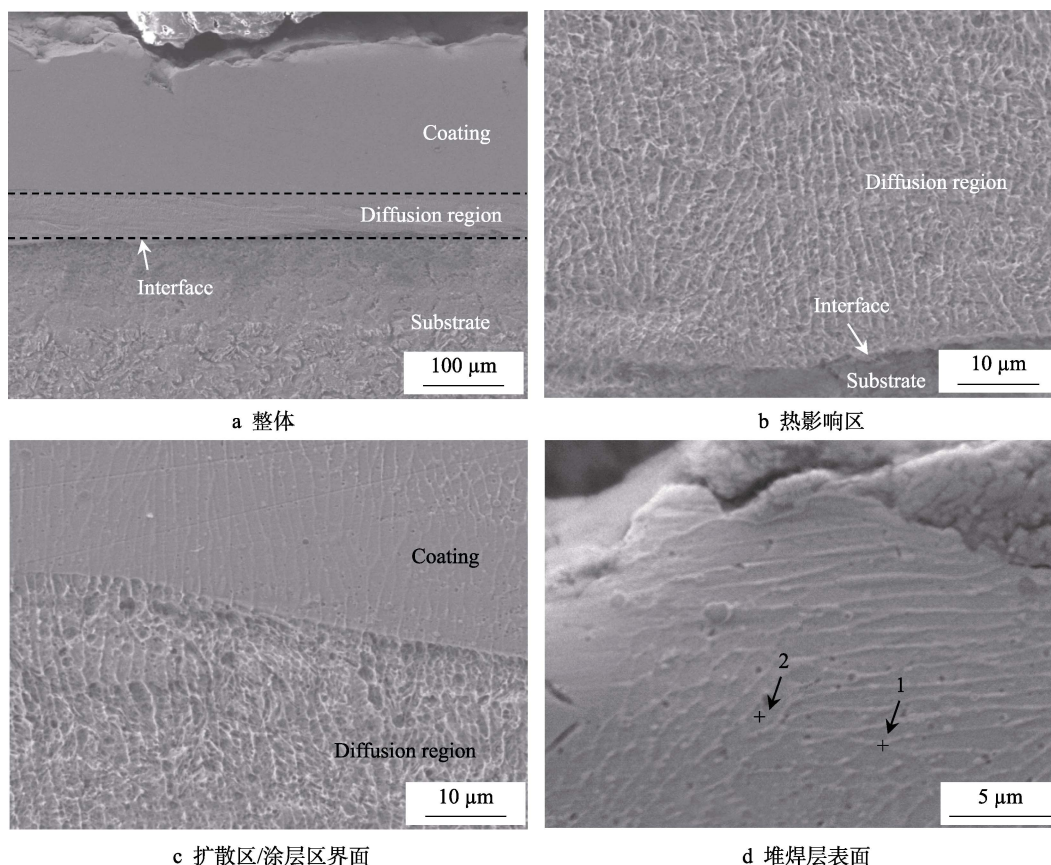 Coating
Diffusion region
Interface
Substrate
100 μm
a 整体
Diffusion region
Interface
Substrate
10 μm
b 热影响区
Coating
Diffusion region
10 μm
c 扩散区/涂层区界面
2
1
5 μm
d 堆焊层表面